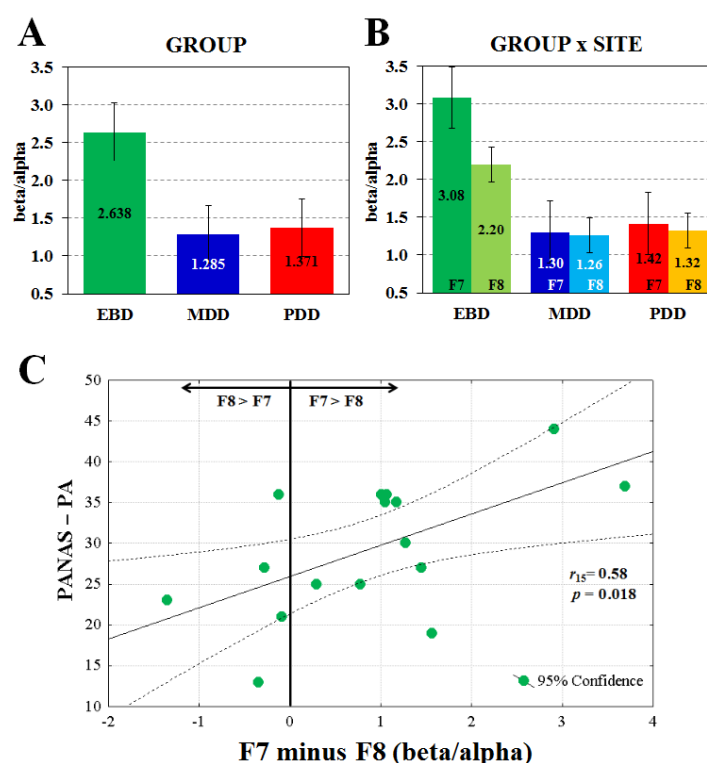 A
GROUP
beta/alpha
3.5
3.0
2.5
2.0
1.5
1.0
0.5
2.638
1.285
1.371
EBD MDD PDD
B
GROUP x SITE
beta/alpha
3.5
3.0
2.5
2.0
1.5
1.0
0.5
3.08 2.20 1.30 1.26 1.42 1.32
F7 F8 F7 F8 F7 F8
EBD MDD PDD
C
PANAS – PA
50
45
40
35
30
25
20
15
10
F8 > F7 F7 > F8
r15= 0.58
p = 0.018
95% Confidence
-2 -1 0 1 2 3 4
F7 minus F8 (beta/alpha)